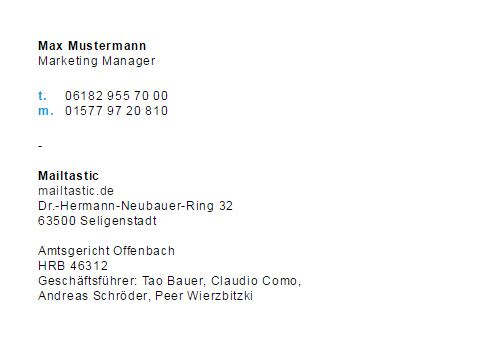 Max Mustermann
Marketing Manager
t. 06182 955 70 00
m. 01577 97 20 810
-
Mailtastic
mailtastic.de
Dr.-Hermann-Neubauer-Ring 32
63500 Seligenstadt
Amtsgericht Offenbach
HRB 46312
Geschäftsführer: Tao Bauer, Claudio Como,
Andreas Schröder, Peer Wierzbitzki